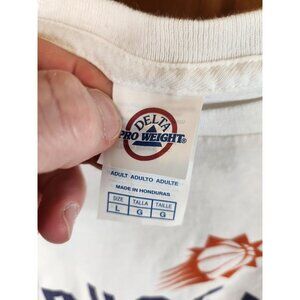 DELTA
PRO WEIGHT®
ADULT ADULTO ADULTE
MADE IN HONDURAS
SIZE TALLA TAILLE
L G G